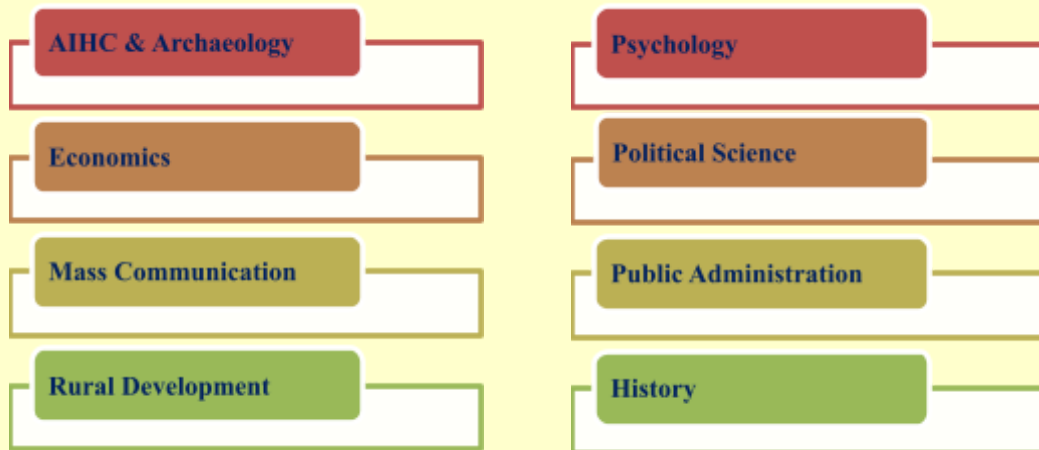 AIHC & Archaeology
Psychology
Economics
Political Science
Mass Communication
Public Administration
Rural Development
History